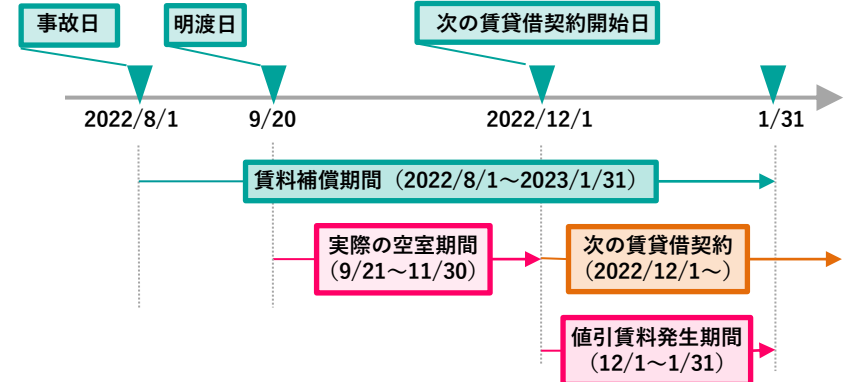 事故日
明渡日
次の賃貸借契約開始日
2022/8/1
9/20
2022/12/1
1/31
賃料補償期間（2022/8/1～2023/1/31）
実際の空室期間
（9/21～11/30）
次の賃貸借契約
（2022/12/1～）
値引賃料発生期間
（12/1～1/31）